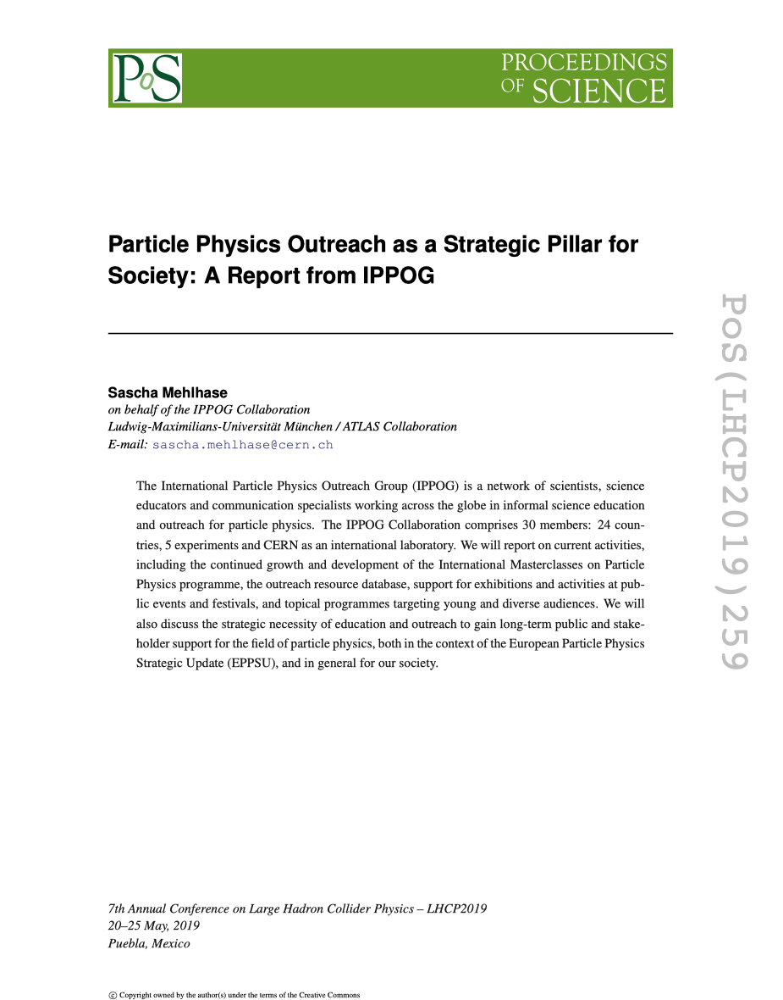 PoS
PROCEEDINGS
OF SCIENCE
Particle Physics Outreach as a Strategic Pillar for
Society: A Report from IPPOG
Sascha Mehlhase
on behalf of the IPPOG Collaboration
Ludwig-Maximilians-Universität München / ATLAS Collaboration
E-mail: sascha.mehlhase@cern.ch
The International Particle Physics Outreach Group (IPPOG) is a network of scientists, science
educators and communication specialists working across the globe in informal science education
and outreach for particle physics. The IPPOG Collaboration comprises 30 members: 24 coun-
tries, 5 experiments and CERN as an international laboratory. We will report on current activities,
including the continued growth and development of the International Masterclasses on Particle
Physics programme, the outreach resource database, support for exhibitions and activities at pub-
lic events and festivals, and topical programmes targeting young and diverse audiences. We will
also discuss the strategic necessity of education and outreach to gain long-term public and stake-
holder support for the field of particle physics, both in the context of the European Particle Physics
Strategic Update (EPPSU), and in general for our society.
7th Annual Conference on Large Hadron Collider Physics – LHCP2019
20–25 May, 2019
Puebla, Mexico
© Copyright owned by the author(s) under the terms of the Creative Commons
PoS(LHCP2019)259